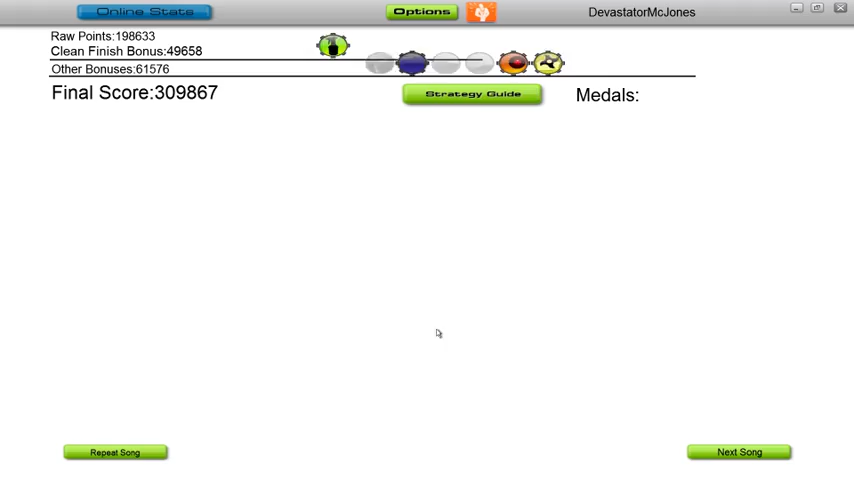 Online Stats
Options
DevastatorMcJones
Raw Points:198633
Clean Finish Bonus:49658
Other Bonuses:61576
Final Score:309867
Strategy Guide
Medals:
Repeat Song
Next Song